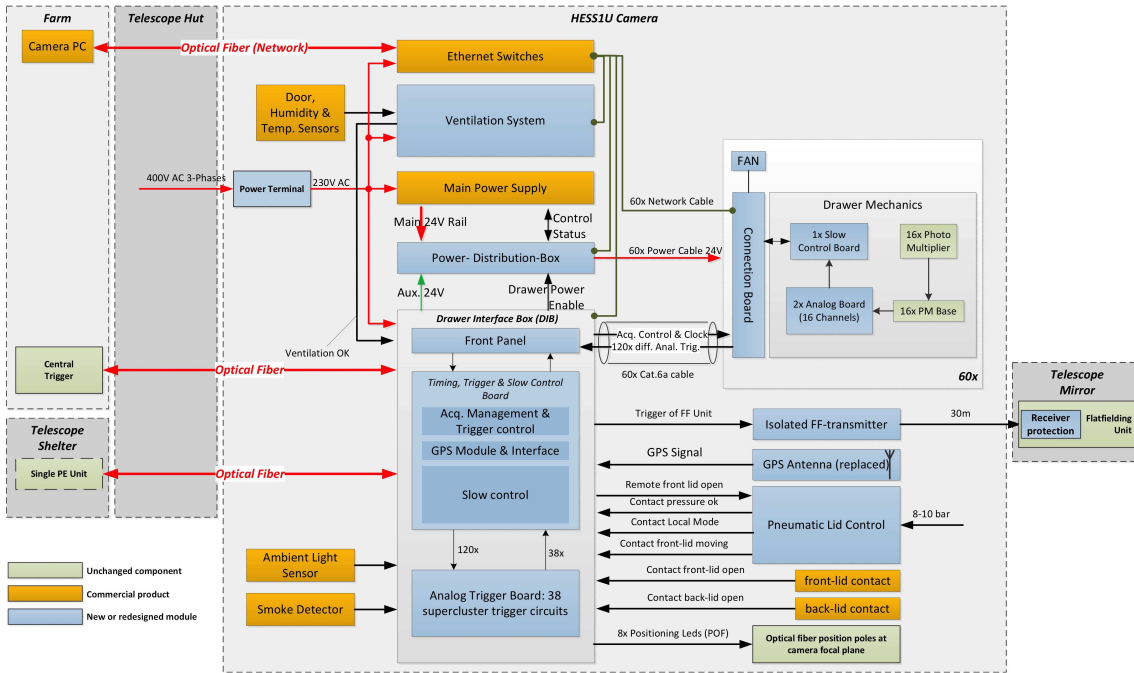 Farm
Telescope Hut
HESS1U Camera
Camera PC
Optical Fiber (Network)
Ethernet Switches
Door,
Humidity &
Temp. Sensors
Ventilation System
400V AC 3-Phases
Power Terminal
230V AC
Main Power Supply
Main 24V Rail
Control
Status
Power- Distribution-Box
Aux. 24V
Drawer Power
Enable
60x Network Cable
60x Power Cable 24V
FAN
Connection Board
Drawer Mechanics
1x Slow
Control Board
16x Photo
Multiplier
2x Analog Board
(16 Channels)
16x PM Base
60x
Drawer Interface Box (DIB)
Front Panel
Ventilation OK
Acq. Control & Clock
120x diff. Anal. Trig.
60x Cat.6a cable
Central
Trigger
Optical Fiber
Timing, Trigger & Slow Control
Board
Acq. Management &
Trigger control
GPS Module & Interface
Slow control
Telescope
Shelter
Single PE Unit
Optical Fiber
120x
38x
Analog Trigger Board: 38
supercluster trigger circuits
Ambient Light
Sensor
Smoke Detector
Trigger of FF Unit
Isolated FF-transmitter
30m
Telescope
Mirror
Receiver
protection
Flatfielding
Unit
GPS Signal
GPS Antenna (replaced)
Remote front lid open
Contact pressure ok
Contact Local Mode
Contact front-lid moving
Pneumatic Lid Control
8-10 bar
Contact front-lid open
front-lid contact
Contact back-lid open
back-lid contact
8x Positioning Leds (POF)
Optical fiber position poles at
camera focal plane
Unchanged component
Commercial product
New or redesigned module